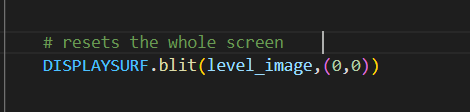 # resets the whole screen
DISPLAYSURF.blit(level_image,(0,0))